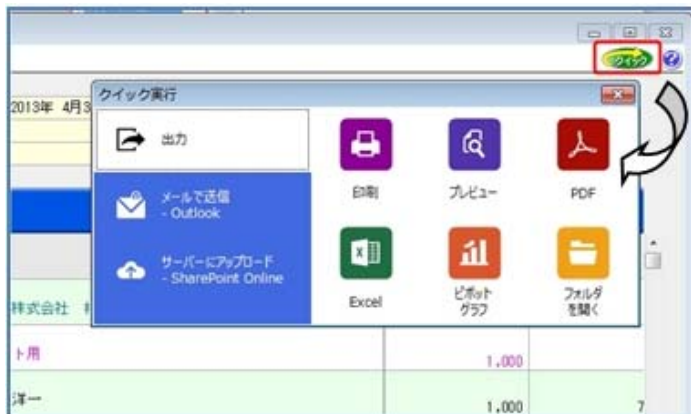 クイック
2013年 4月3
クイック実行
出力
メールで送信
- Outlook
サーバーにアップロード
- SharePoint Online
印刷
プレビュー
PDF
Excel
ピボット
グラフ
フォルダ
を開く
株式会社
ト用
1,000
洋一
1,000
7